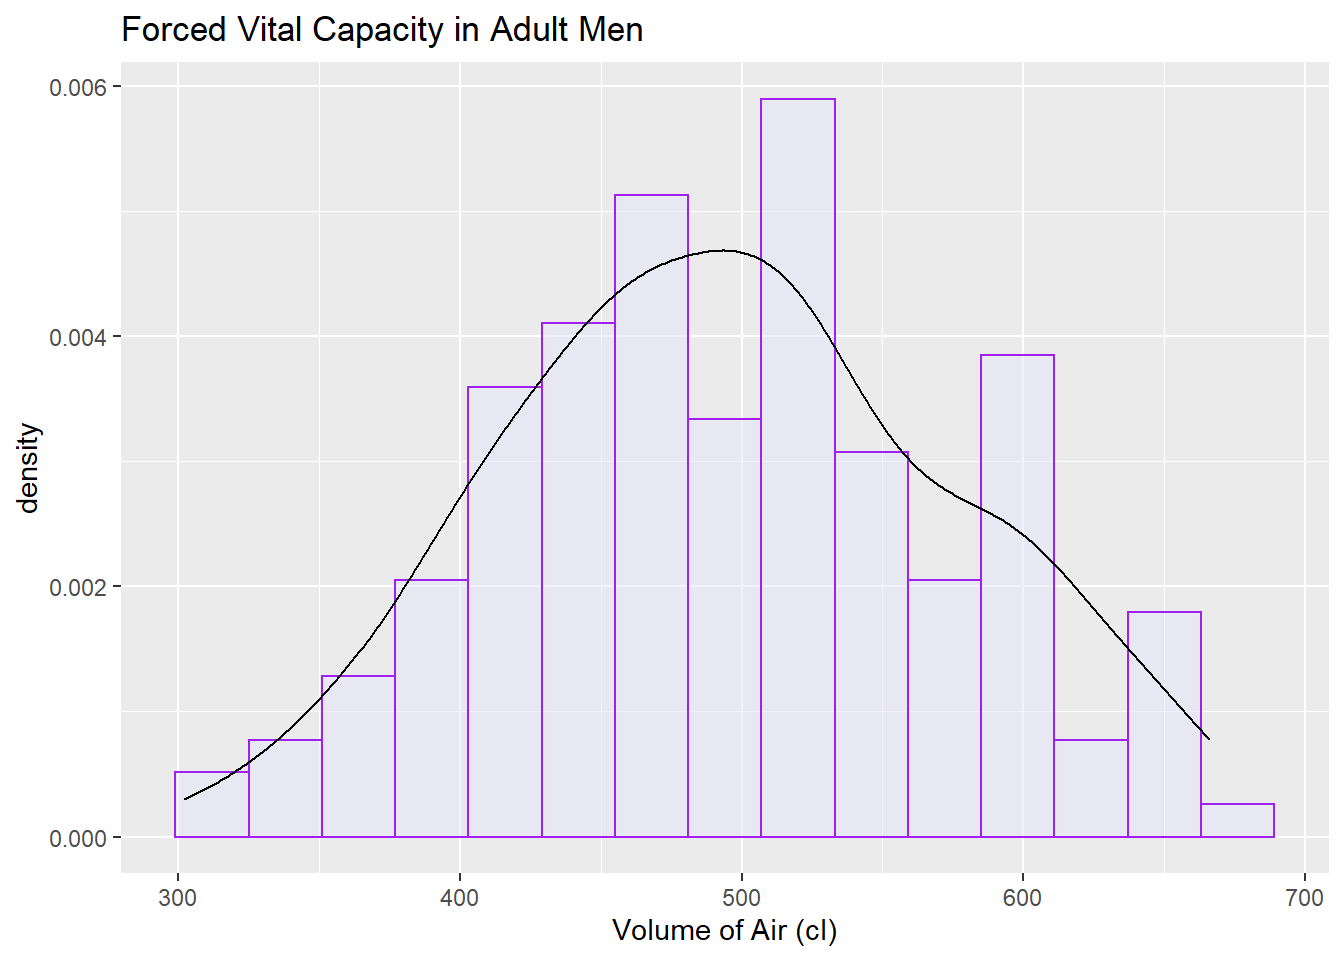 Forced Vital Capacity in Adult Men
0.006
0.004
0.002
0.000
density
300 400 500 600 700
Volume of Air (cl)